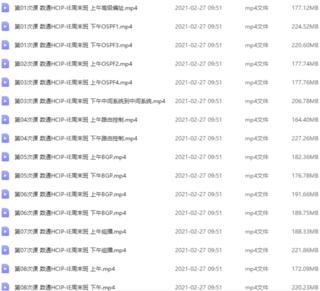 第01次课 数通HCIP-IE周末班 上午等级编址.mp4 2021-02-27 09:51 mp4文件 177.12MB
第01次课 数通HCIP-IE周末班 下午OSPF1.mp4 2021-02-27 09:51 mp4文件 224.52MB
第01次课 数通HCIP-IE周末班 上午OSPF3.mp4 2021-02-27 09:51 mp4文件 220.60MB
第02次课 数通HCIP-IE周末班 下午OSPF2.mp4 2021-02-27 09:51 mp4文件 177.74MB
第03次课 数通HCIP-IE周末班 上午OSPF4.mp4 2021-02-27 09:51 mp4文件 177.76MB
第03次课 数通HCIP-IE周末班 下午中间系统到中间系统.mp4 2021-02-27 09:51 mp4文件 206.78MB
第04次课 数通HCIP-IE周末班 上午路由控制.mp4 2021-02-27 09:51 mp4文件 164.40MB
第04次课 数通HCIP-IE周末班 下午路由控制.mp4 2021-02-27 09:51 mp4文件 227.26MB
第05次课 数通HCIP-IE周末班 上午BGP.mp4 2021-02-27 09:51 mp4文件 182.36MB
第05次课 数通HCIP-IE周末班 下午BGP.mp4 2021-02-27 09:51 mp4文件 176.78MB
第06次课 数通HCIP-IE周末班 上午BGP.mp4 2021-02-27 09:51 mp4文件 191.66MB
第06次课 数通HCIP-IE周末班 下午BGP.mp4 2021-02-27 09:51 mp4文件 189.75MB
第07次课 数通HCIP-IE周末班 上午组播.mp4 2021-02-27 09:51 mp4文件 188.33MB
第07次课 数通HCIP-IE周末班 下午组播.mp4 2021-02-27 09:51 mp4文件 221.86MB
第08次课 数通HCIP-IE周末班 上午.mp4 2021-02-27 09:51 mp4文件 172.09MB
第08次课 数通HCIP-IE周末班 下午.mp4 2021-02-27 09:51 mp4文件 220.23MB